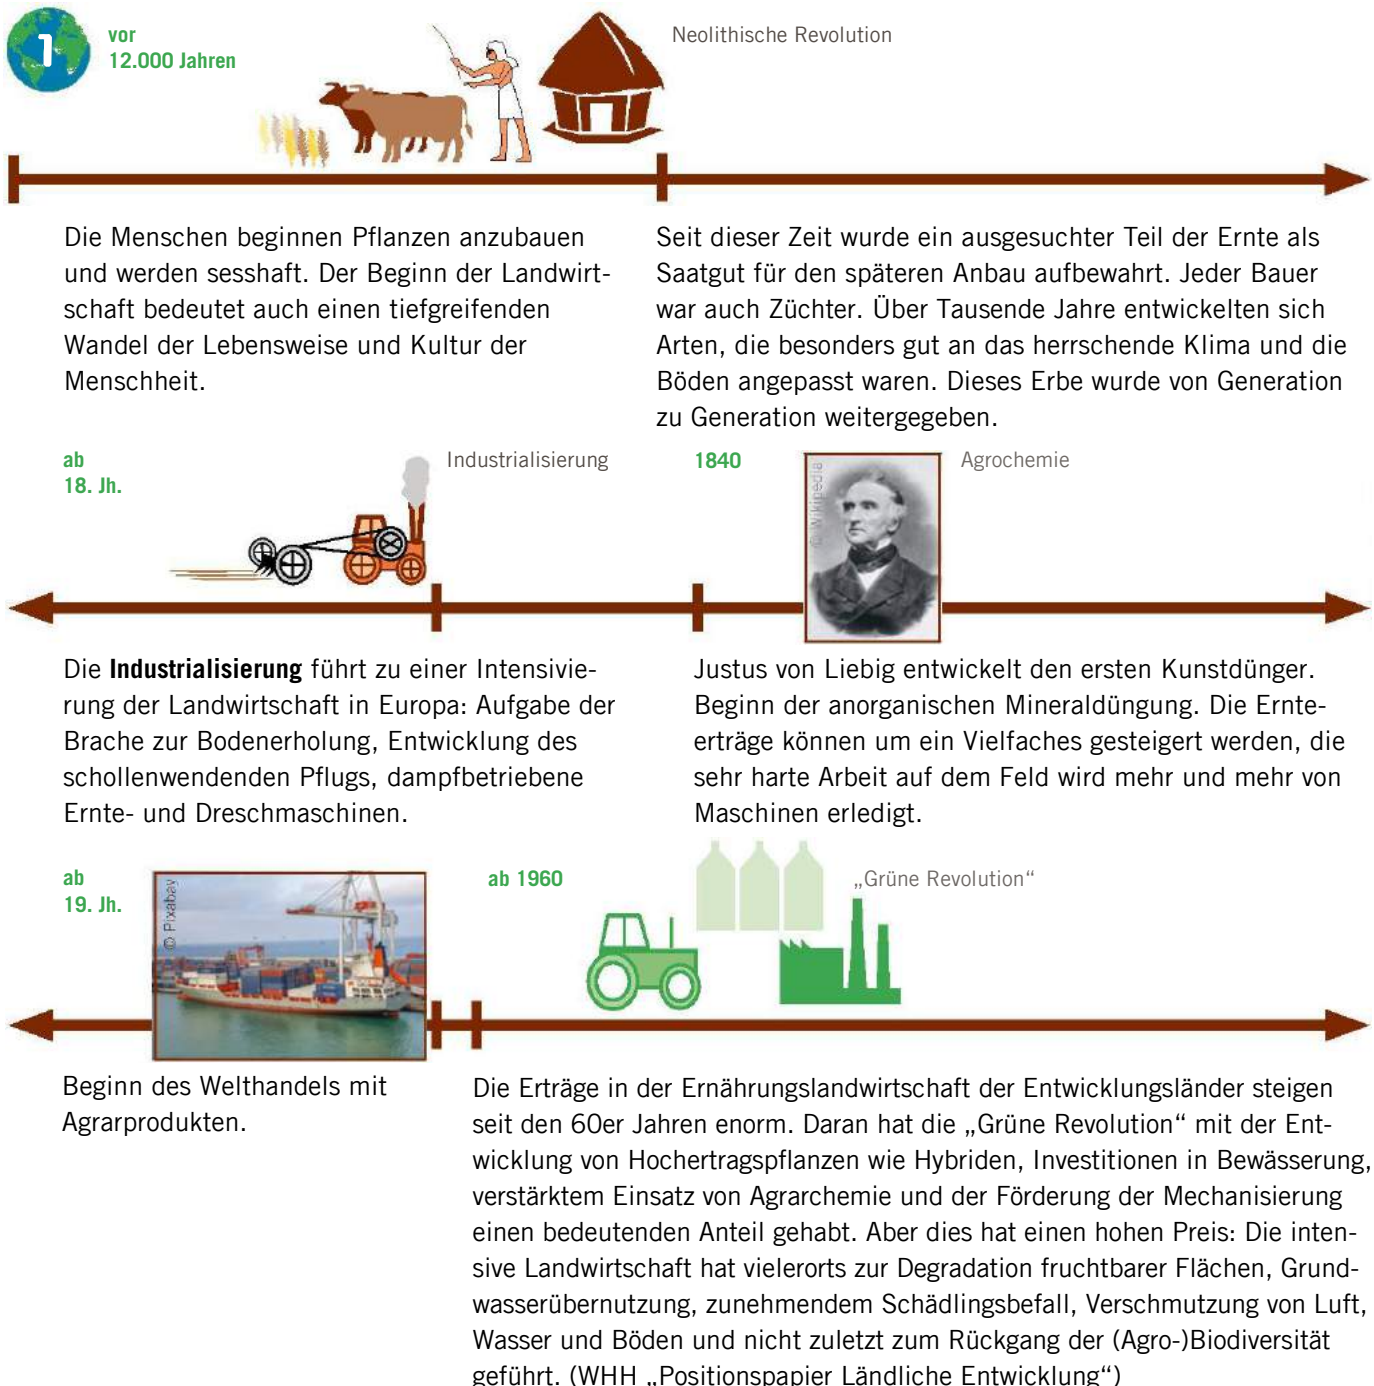 1
vor
12.000 Jahren
Neolithische Revolution
Die Menschen beginnen Pflanzen anzubauen
und werden sesshaft. Der Beginn der Landwirt-
schaft bedeutet auch einen tiefgreifenden
Wandel der Lebensweise und Kultur der
Menschheit.
Seit dieser Zeit wurde ein ausgesuchter Teil der Ernte als
Saatgut für den späteren Anbau aufbewahrt. Jeder Bauer
war auch Züchter. Über Tausende Jahre entwickelten sich
Arten, die besonders gut an das herrschende Klima und die
Böden angepasst waren. Dieses Erbe wurde von Generation
zu Generation weitergegeben.
ab
18. Jh.
Industrialisierung
Die Industrialisierung führt zu einer Intensivie-
rung der Landwirtschaft in Europa: Aufgabe der
Brache zur Bodenerholung, Entwicklung des
schollenwendenden Pflugs, dampfbetriebene
Ernte- und Dreschmaschinen.
1840
© Wikipedia
Agrochemie
Justus von Liebig entwickelt den ersten Kunstdünger.
Beginn der anorganischen Mineraldüngung. Die Ernte-
erträge können um ein Vielfaches gesteigert werden, die
sehr harte Arbeit auf dem Feld wird mehr und mehr von
Maschinen erledigt.
ab
19. Jh.
© Pixabay
Beginn des Welthandels mit
Agrarprodukten.
ab 1960
„Grüne Revolution“
Die Erträge in der Ernährungslandwirtschaft der Entwicklungsländer steigen
seit den 60er Jahren enorm. Daran hat die „Grüne Revolution“ mit der Ent-
wicklung von Hochertragspflanzen wie Hybriden, Investitionen in Bewässerung,
verstärktem Einsatz von Agrarchemie und der Förderung der Mechanisierung
einen bedeutenden Anteil gehabt. Aber dies hat einen hohen Preis: Die inten-
sive Landwirtschaft hat vielerorts zur Degradation fruchtbarer Flächen, Grund-
wasserübernutzung, zunehmendem Schädlingsbefall, Verschmutzung von Luft,
Wasser und Böden und nicht zuletzt zum Rückgang der (Agro-)Biodiversität
geführt. (WHH „Positionspapier Ländliche Entwicklung“)